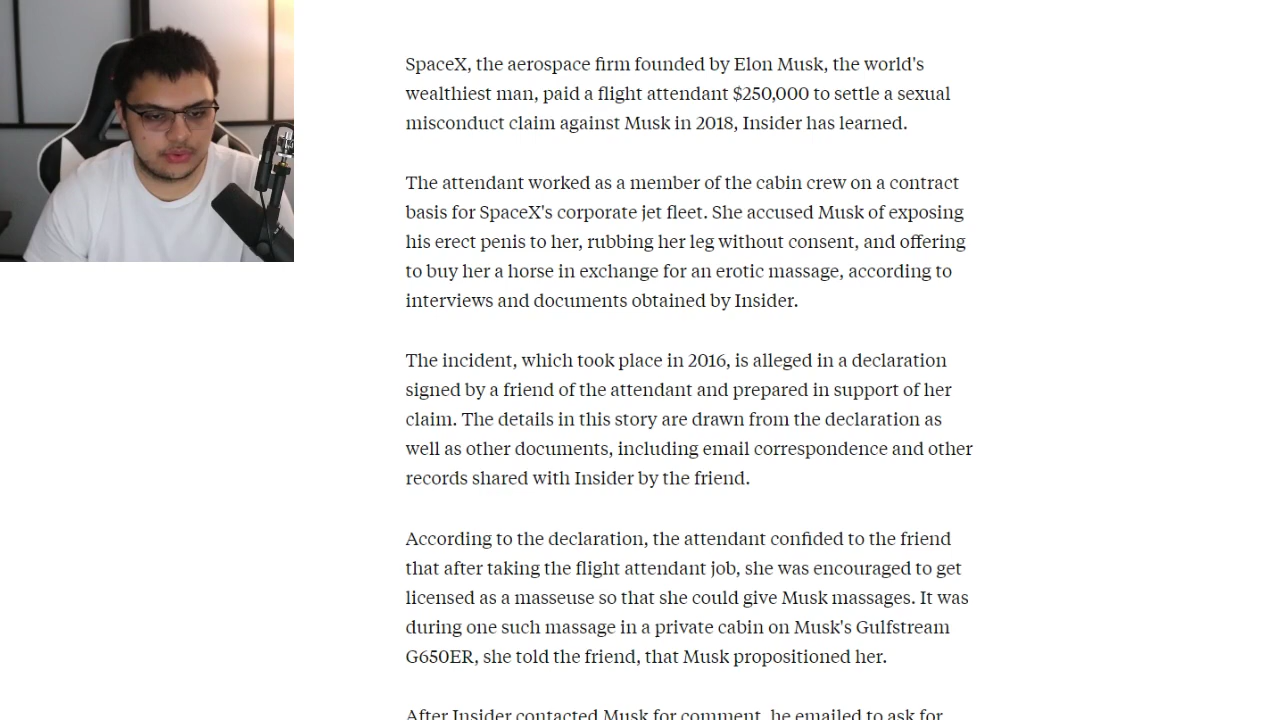 SpaceX, the aerospace firm founded by Elon Musk, the world's
wealthiest man, paid a flight attendant $250,000 to settle a sexual
misconduct claim against Musk in 2018, Insider has learned.
The attendant worked as a member of the cabin crew on a contract
basis for SpaceX's corporate jet fleet. She accused Musk of exposing
his erect penis to her, rubbing her leg without consent, and offering
to buy her a horse in exchange for an erotic massage, according to
interviews and documents obtained by Insider.
The incident, which took place in 2016, is alleged in a declaration
signed by a friend of the attendant and prepared in support of her
claim. The details in this story are drawn from the declaration as
well as other documents, including email correspondence and other
records shared with Insider by the friend.
According to the declaration, the attendant confided to the friend
that after taking the flight attendant job, she was encouraged to get
licensed as a masseuse so that she could give Musk massages. It was
during one such massage in a private cabin on Musk's Gulfstream
G650ER, she told the friend, that Musk propositioned her.
After Insider contacted Musk for comment, he emailed to ask for